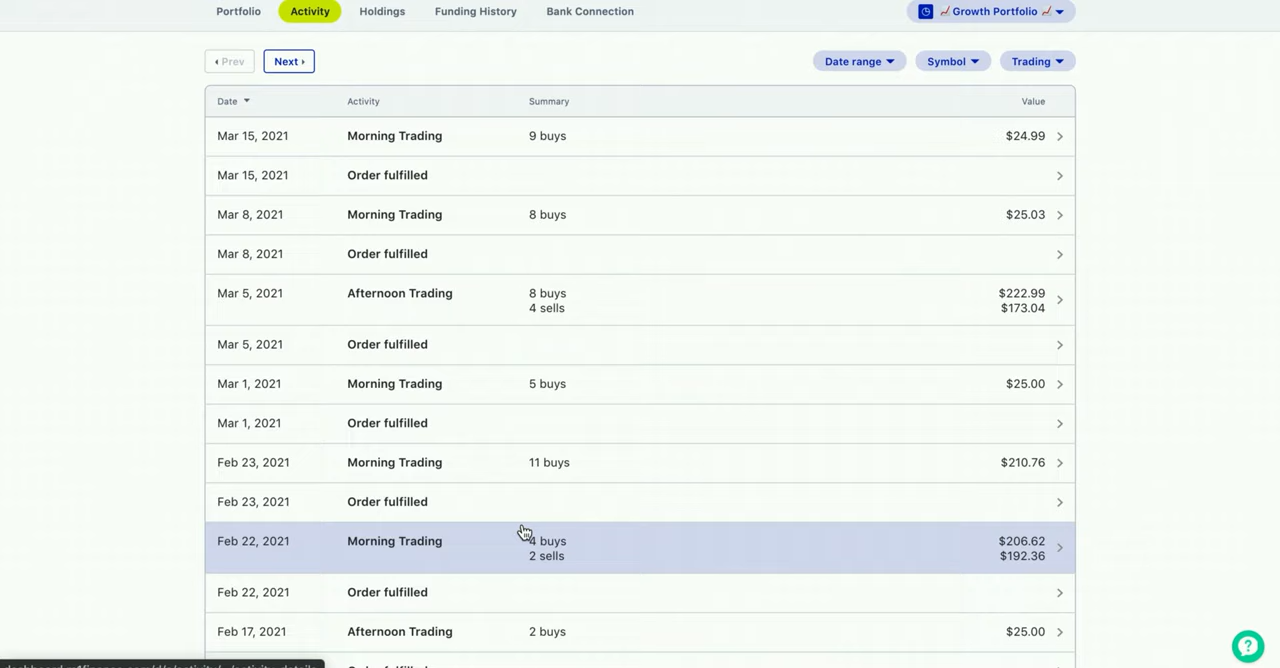 Portfolio Activity Holdings Funding History Bank Connection Growth Portfolio
Prev Next Date range Symbol Trading
Date Activity Summary Value
Mar 15, 2021 Morning Trading 9 buys $24.99
Mar 15, 2021 Order fulfilled
Mar 8, 2021 Morning Trading 8 buys $25.03
Mar 8, 2021 Order fulfilled
Mar 5, 2021 Afternoon Trading 8 buys $222.99
4 sells $173.04
Mar 5, 2021 Order fulfilled
Mar 1, 2021 Morning Trading 5 buys $25.00
Mar 1, 2021 Order fulfilled
Feb 23, 2021 Morning Trading 11 buys $210.76
Feb 23, 2021 Order fulfilled
Feb 22, 2021 Morning Trading 4 buys $206.62
2 sells $192.36
Feb 22, 2021 Order fulfilled
Feb 17, 2021 Afternoon Trading 2 buys $25.00
Order fulfilled